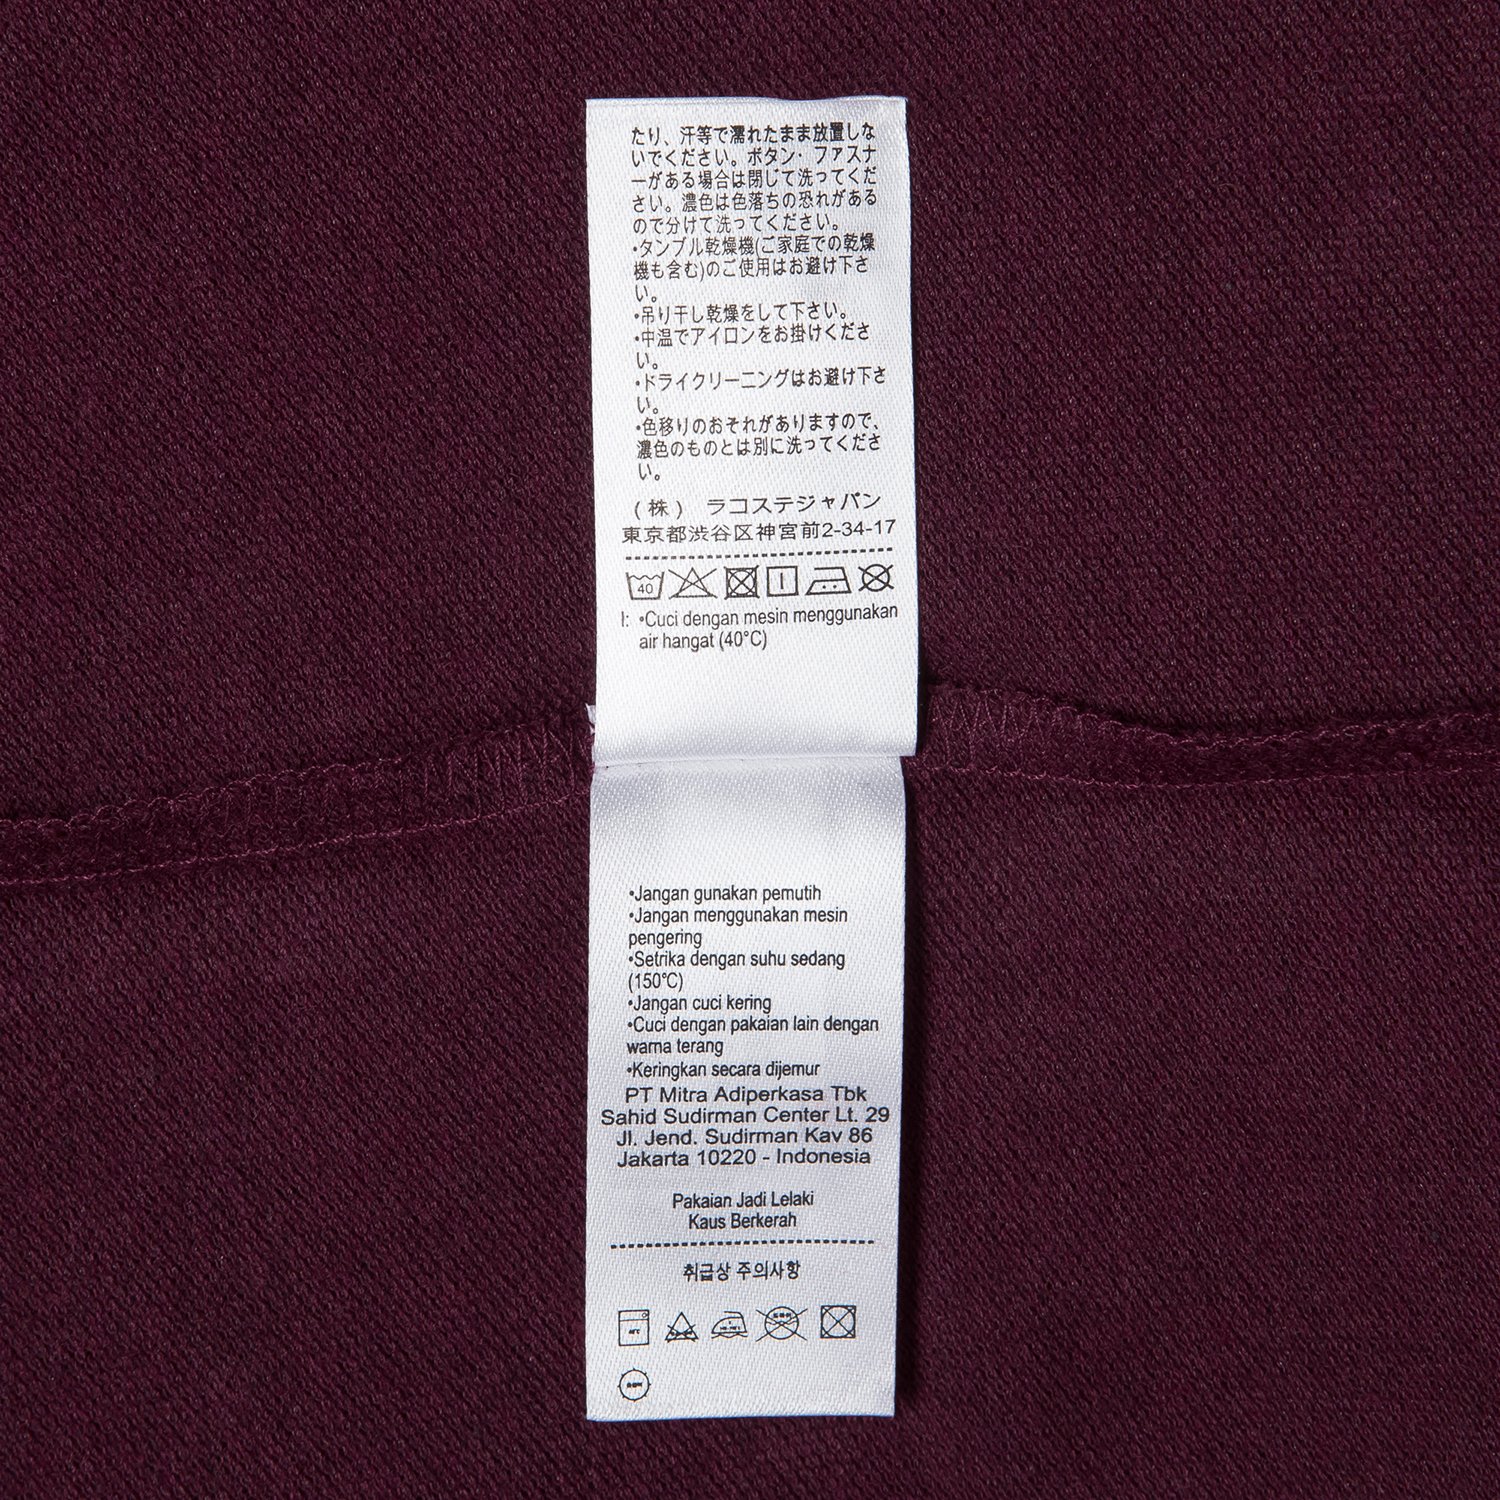 たり、汗等で濡れたまま放置しな
いでください。ボタン・ファスナ
ーがある場合は閉じて洗ってくだ
さい。濃色は色落ちの恐れがある
ので分けて洗ってください。
•タンブル乾燥機(ご家庭での乾燥
機も含む)のご使用はお避け下さ
い。
•吊り干し乾燥をして下さい。
•中温でアイロンをお掛けくださ
い。
•ドライクリーニングはお避け下さ
い。
•色移りのおそれがありますので、
濃色のものとは別に洗ってくださ
い。
(株) ラコステジャパン
東京都渋谷区神宮前2-34-17
40
I: •Cuci dengan mesin menggunakan
air hangat (40°C)
•Jangan gunakan pemutih
•Jangan menggunakan mesin
pengering
•Setrika dengan suhu sedang
(150°C)
•Jangan cuci kering
•Cuci dengan pakaian lain dengan
warna terang
•Keringkan secara dijemur
PT Mitra Adiperkasa Tbk
Sahid Sudirman Center Lt. 29
Jl. Jend. Sudirman Kav 86
Jakarta 10220 - Indonesia
Pakaian Jadi Lelaki
Kaus Berkerah
취급상 주의사항